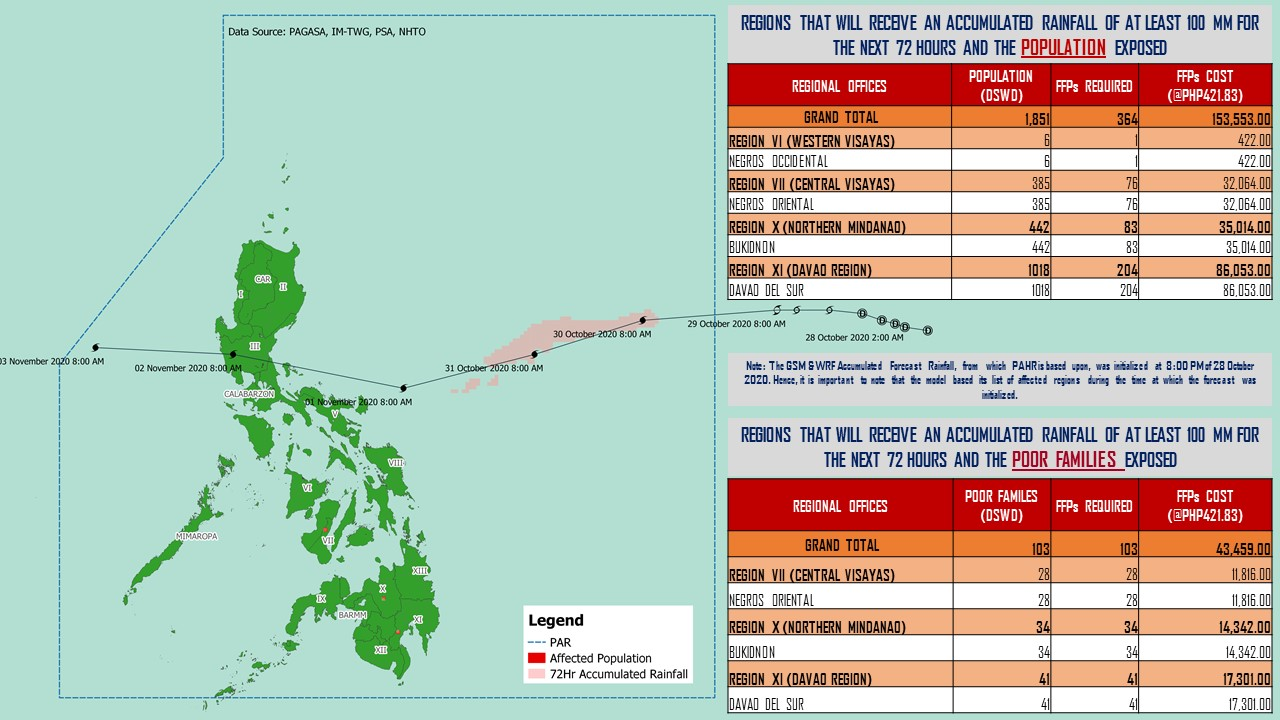 Data Source: PAGASA, IM-TWG, PSA, NHTO
CAR
I
II
III
CALABARZON
V
VIII
VI
VII
MIMAROPA
XIII
X
IX
BARMM
XI
XII
03 November 2020 8:00 AM
02 November 2020 8:00 AM
01 November 2020 8:00 AM
31 October 2020 8:00 AM
30 October 2020 8:00 AM
29 October 2020 8:00 AM
28 October 2020 2:00 AM
Legend
PAR
Affected Population
72Hr Accumulated Rainfall
REGIONS THAT WILL RECEIVE AN ACCUMULATED RAINFALL OF AT LEAST 100 MM FOR
THE NEXT 72 HOURS AND THE POPULATION EXPOSED
REGIONAL OFFICES POPULATION (DSWD) FFPs REQUIRED FFPs COST (@PHP421.83)
GRAND TOTAL 1,851 364 153,553.00
REGION VI (WESTERN VISAYAS) 6 1 422.00
NEGROS OCCIDENTAL 6 1 422.00
REGION VII (CENTRAL VISAYAS) 385 76 32,064.00
NEGROS ORIENTAL 385 76 32,064.00
REGION X (NORTHERN MINDANAO) 442 83 35,014.00
BUKIDNON 442 83 35,014.00
REGION XI (DAVAO REGION) 1018 204 86,053.00
DAVAO DEL SUR 1018 204 86,053.00
Note: The GSM & WRF Accumulated Forecast Rainfall, from which PAHR is based upon, was initialized at 8:00 PM of 28 October
2020. Hence, it is important to note that the model based its list of affected regions during the time at which the forecast was
initialized.
REGIONS THAT WILL RECEIVE AN ACCUMULATED RAINFALL OF AT LEAST 100 MM FOR
THE NEXT 72 HOURS AND THE POOR FAMILIES EXPOSED
REGIONAL OFFICES POOR FAMILES (DSWD) FFPs REQUIRED FFPs COST (@PHP421.83)
GRAND TOTAL 103 103 43,459.00
REGION VII (CENTRAL VISAYAS) 28 28 11,816.00
NEGROS ORIENTAL 28 28 11,816.00
REGION X (NORTHERN MINDANAO) 34 34 14,342.00
BUKIDNON 34 34 14,342.00
REGION XI (DAVAO REGION) 41 41 17,301.00
DAVAO DEL SUR 41 41 17,301.00